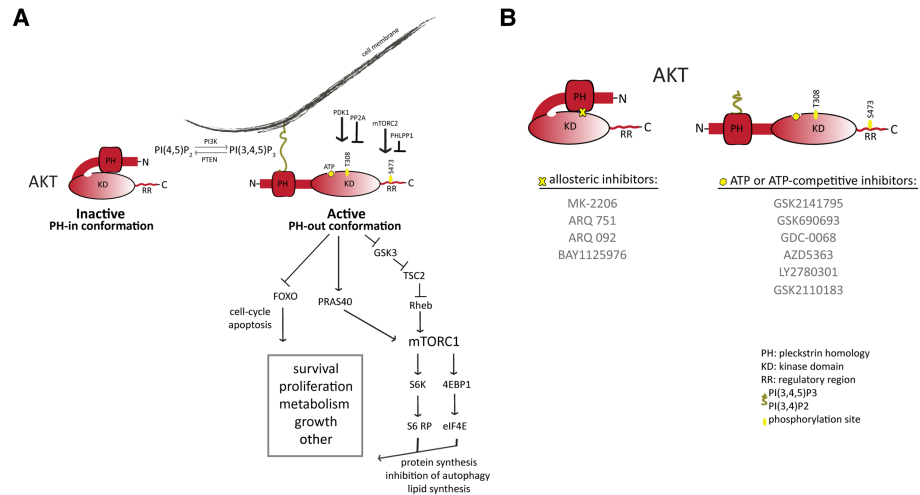 A
cell membrane
PDK1
PP2A
mTORC2
PHLPP1
PI(4,5)P2
PI3K
PTEN
PI(3,4,5)P3
AKT
PH
N
KD
RR
C
ATP
T308
S473
N
PH
KD
RR
C
Inactive
PH-in conformation
Active
PH-out conformation
GSK3
TSC2
FOXO
PRAS40
Rheb
cell-cycle
apoptosis
mTORC1
survival
proliferation
metabolism
growth
other
S6K
4EBP1
S6 RP
eIF4E
protein synthesis
inhibition of autophagy
lipid synthesis
B
AKT
PH
N
KD
RR
C
T308
S473
N
PH
KD
RR
C
allosteric inhibitors:
MK-2206
ARQ 751
ARQ 092
BAY1125976
ATP or ATP-competitive inhibitors:
GSK2141795
GSK690693
GDC-0068
AZD5363
LY2780301
GSK2110183
PH: pleckstrin homology
KD: kinase domain
RR: regulatory region
PI(3,4,5)P3
PI(3,4)P2
phosphorylation site